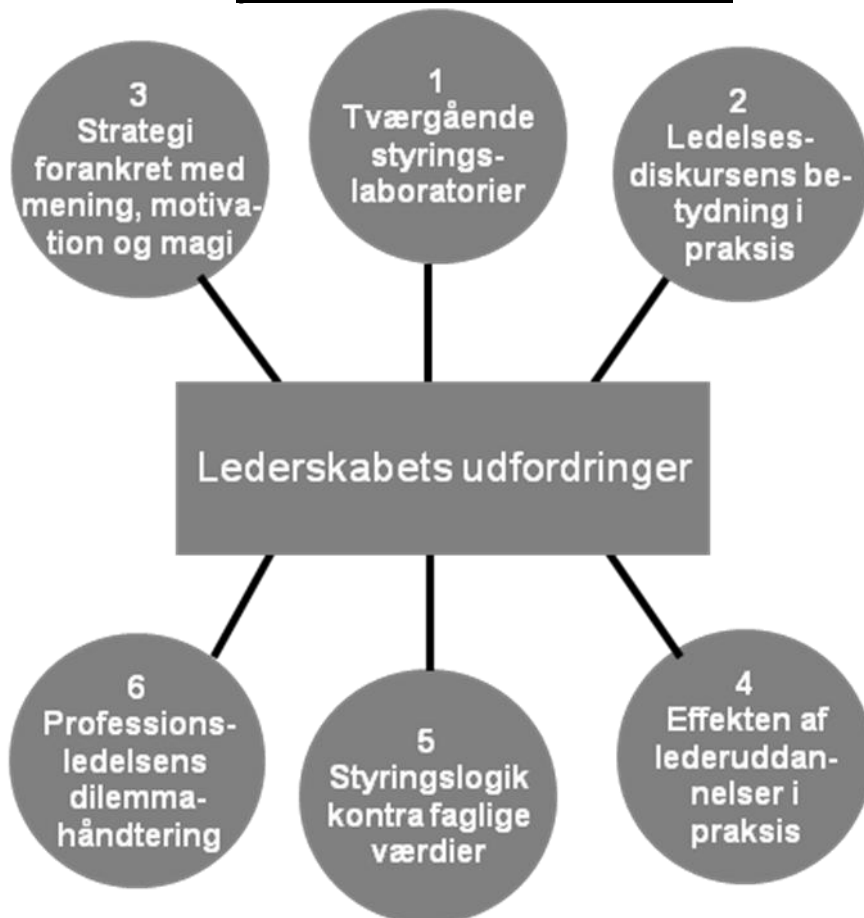 3
Strategi
forankret med
mening, motiva-
tion og magi
1
Tværgående
styrings-
laboratorier
2
Ledelses-
diskursens be-
tydning i
praksis
Lederskabets udfordringer
6
Professions-
ledelsens
dilemma-
håndtering
5
Styringslogik
kontra faglige
værdier
4
Effekten af
lederuddan-
nelser i
praksis